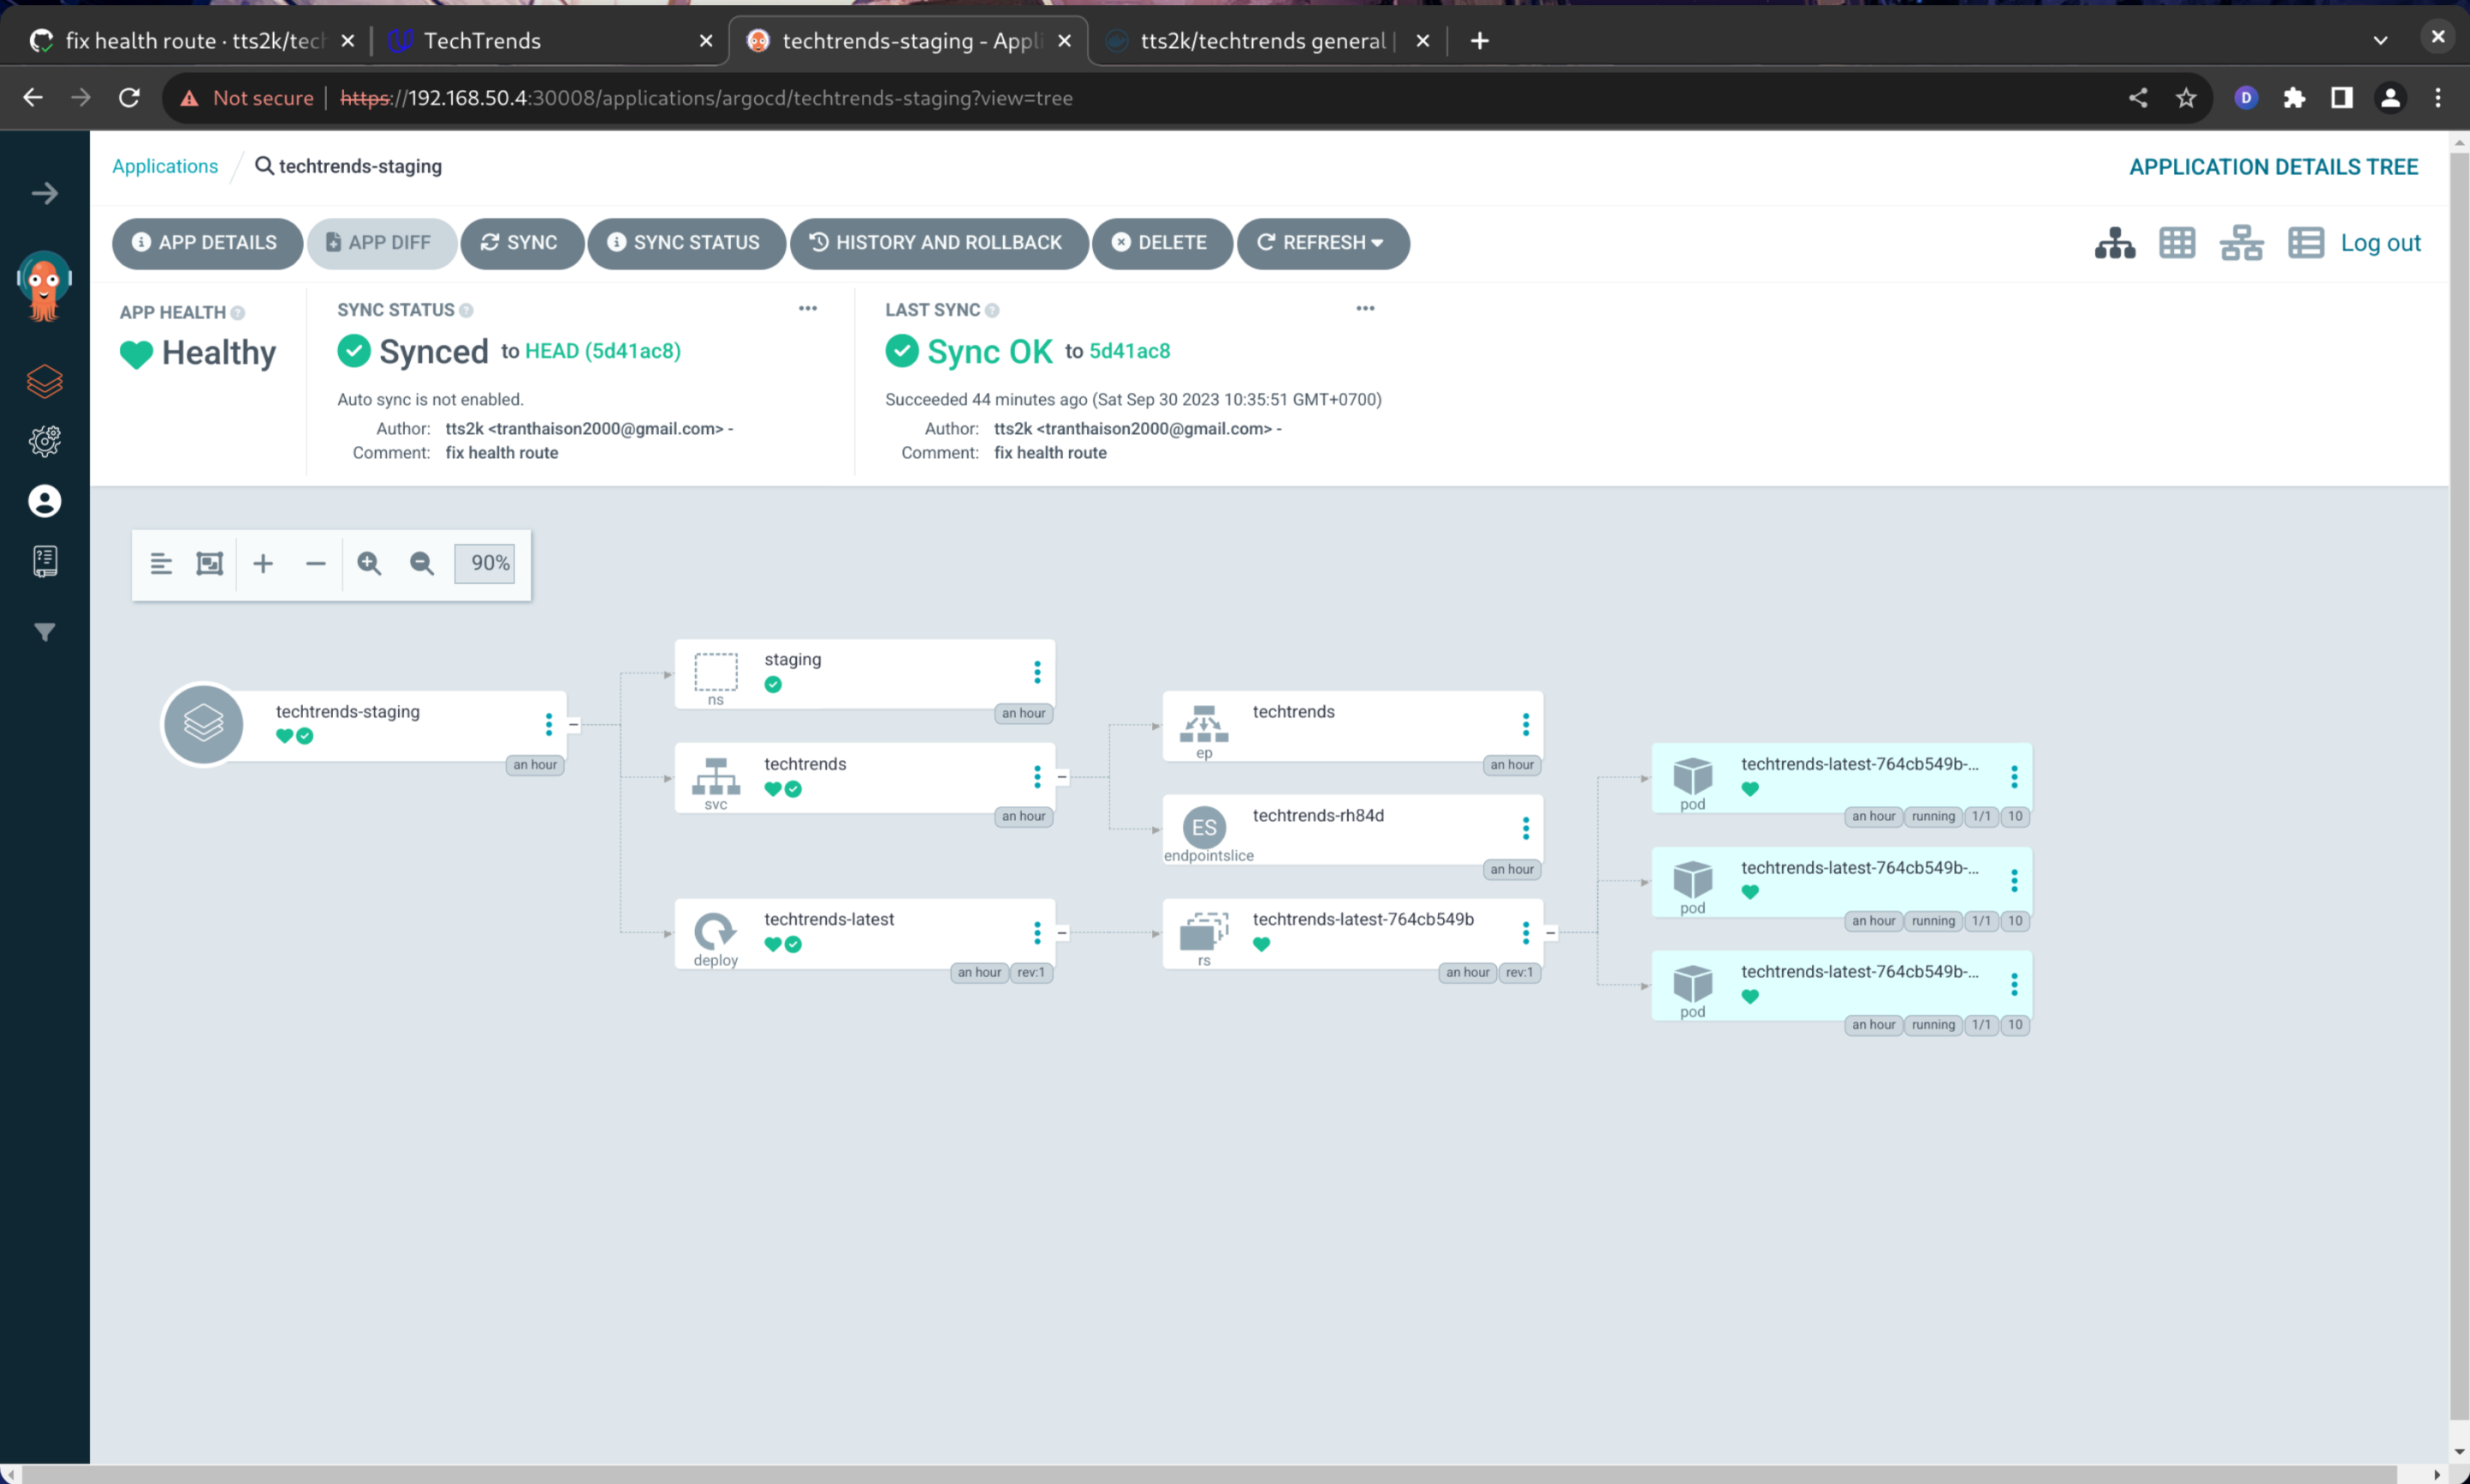 fix health route · tts2k/tech
TechTrends
techtrends-staging - Appli
tts2k/techtrends general |
Not secure
https://192.168.50.4:30008/applications/argocd/techtrends-staging?view=tree
D
Applications
techtrends-staging
APPLICATION DETAILS TREE
APP DETAILS
APP DIFF
SYNC
SYNC STATUS
HISTORY AND ROLLBACK
DELETE
REFRESH
Log out
APP HEALTH
Healthy
SYNC STATUS
Synced to HEAD (5d41ac8)
Auto sync is not enabled.
Author: tts2k <tranthaison2000@gmail.com> -
Comment: fix health route
LAST SYNC
Sync OK to 5d41ac8
Succeeded 44 minutes ago (Sat Sep 30 2023 10:35:51 GMT+0700)
Author: tts2k <tranthaison2000@gmail.com> -
Comment: fix health route
90%
techtrends-staging
an hour
staging
ns
an hour
techtrends
svc
an hour
techtrends-latest
deploy
an hour rev:1
techtrends
ep
an hour
ES
techtrends-rh84d
endpointslice
an hour
techtrends-latest-764cb549b
rs
an hour rev:1
techtrends-latest-764cb549b-...
pod
an hour running 1/1 10
techtrends-latest-764cb549b-...
pod
an hour running 1/1 10
techtrends-latest-764cb549b-...
pod
an hour running 1/1 10